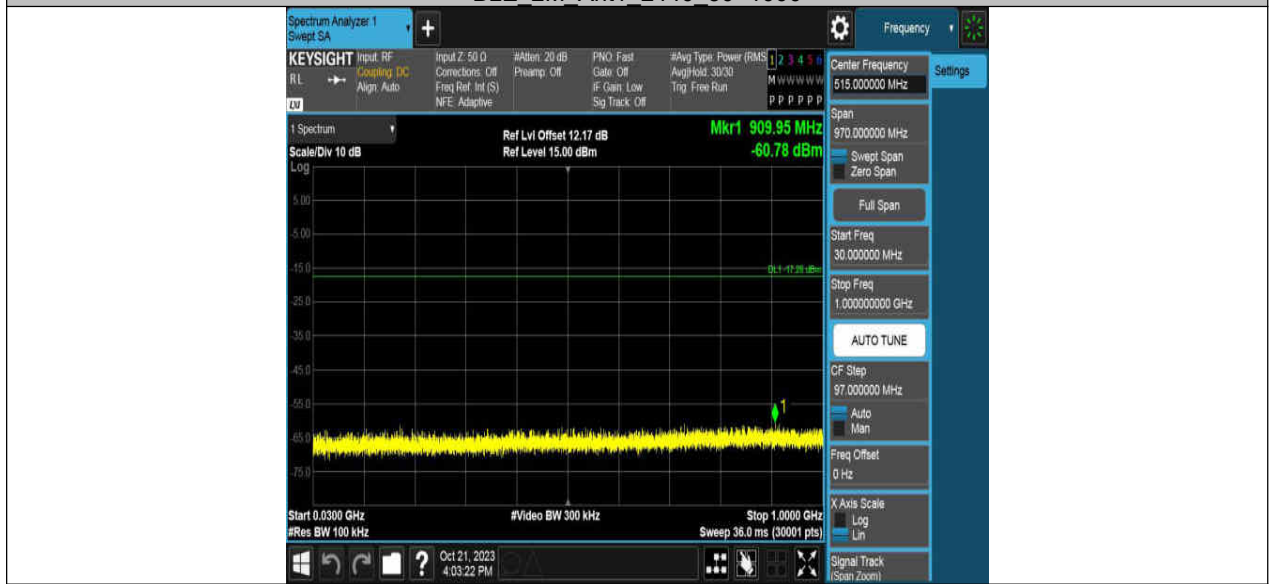 Spectrum Analyzer 1
Swept SA
+
Frequency
KEYSIGHT
RL
LXI
Input: RF
Coupling: DC
Align: Auto
Input Z: 50 Ω
Corrections: Off
Freq Ref: Int (S)
NFE: Adaptive
#Atten: 20 dB
Preamp: Off
PNO: Fast
Gate: Off
IF Gain: Low
Sig Track: Off
#Avg Type: Power (RMS
Avg|Hold: 30/30
Trig: Free Run
1 2 3 4 5 6
M W W W W W
P P P P P P
1 Spectrum
Scale/Div 10 dB
Ref Lvl Offset 12.17 dB
Ref Level 15.00 dBm
Mkr1 909.95 MHz
-60.78 dBm
Log
5.00
-5.00
-15.0
-25.0
-35.0
-45.0
-55.0
-65.0
-75.0
1
Start 0.0300 GHz
#Res BW 100 kHz
#Video BW 300 kHz
Stop 1.0000 GHz
Sweep 36.0 ms (30001 pts)
?
Oct 21, 2023
4:03:22 PM
Center Frequency
515.000000 MHz
Settings
Span
970.000000 MHz
Swept Span
Zero Span
Full Span
Start Freq
30.000000 MHz
Stop Freq
1.000000000 GHz
AUTO TUNE
CF Step
97.000000 MHz
Auto
Man
Freq Offset
0 Hz
X Axis Scale
Log
Lin
Signal Track
(Span Zoom)